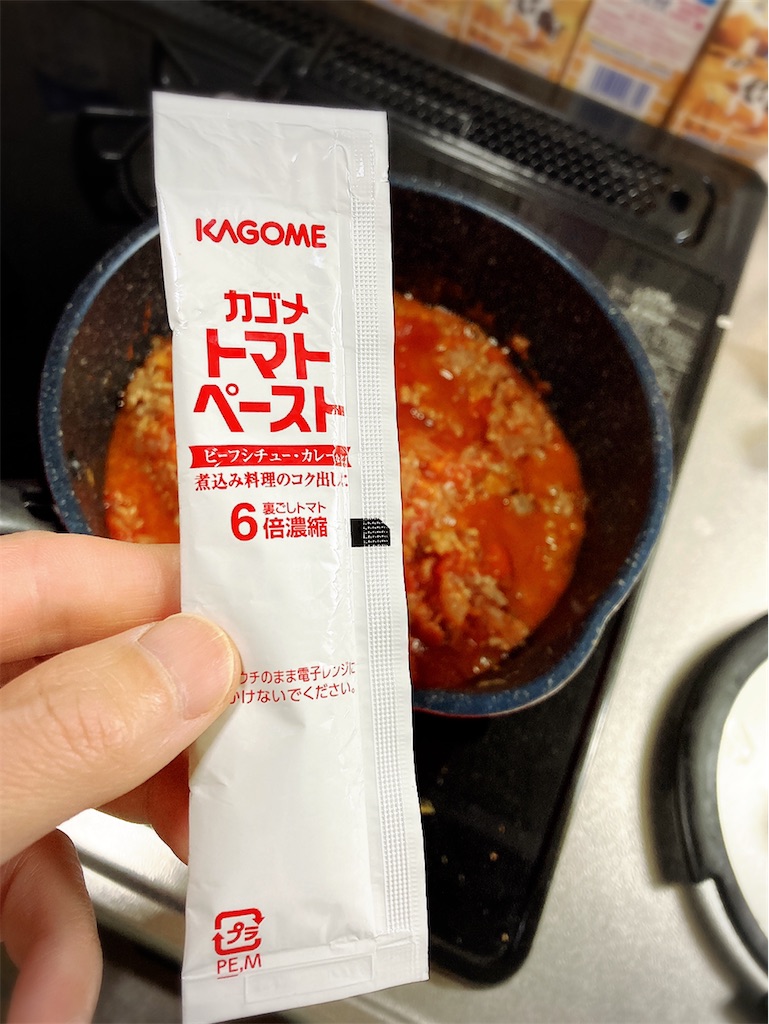 KAGOME
カゴメ
トマト
ペースト
ビーフシチュー・カレー
煮込み料理のコク出しに
6倍濃縮
裏ごしトマト
ウチのまま電子レンジに
かけないでください。
プラ
PE,M